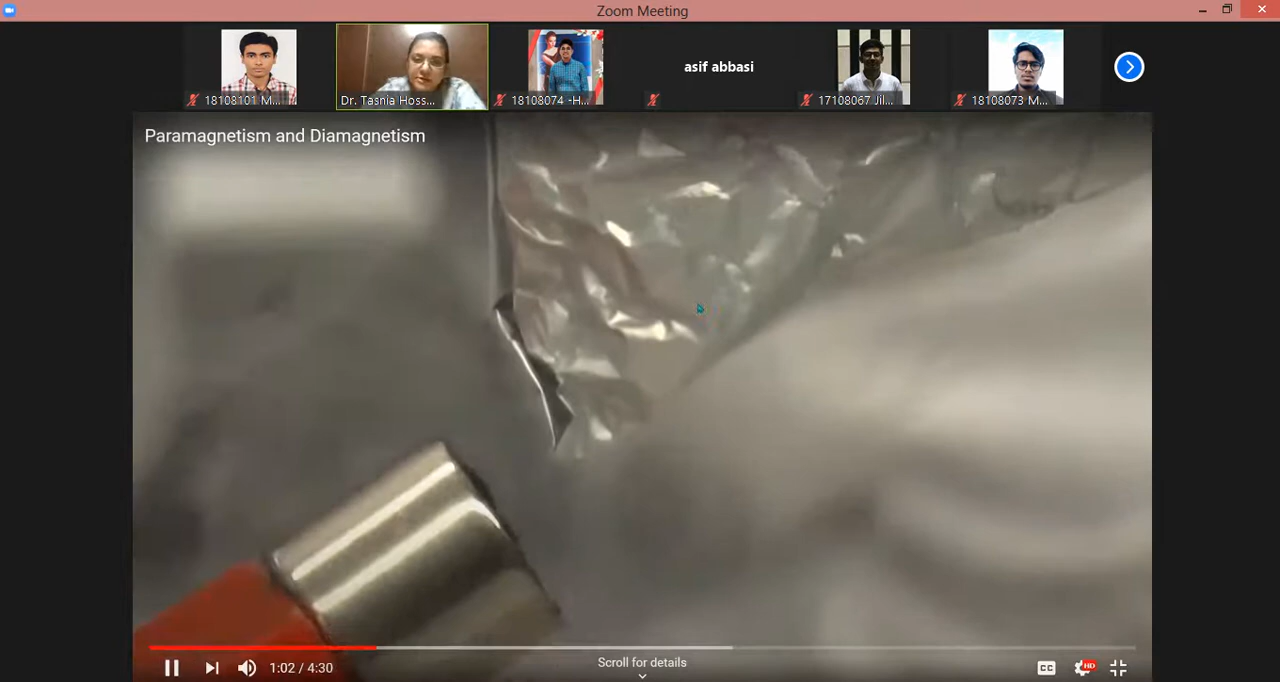 Zoom Meeting
18108101 M...
Dr. Tasnia Hoss...
18108074 -H...
asif abbasi
17108067 Jil...
18108073 M...
Paramagnetism and Diamagnetism
1:02 / 4:30
Scroll for details
CC
HD